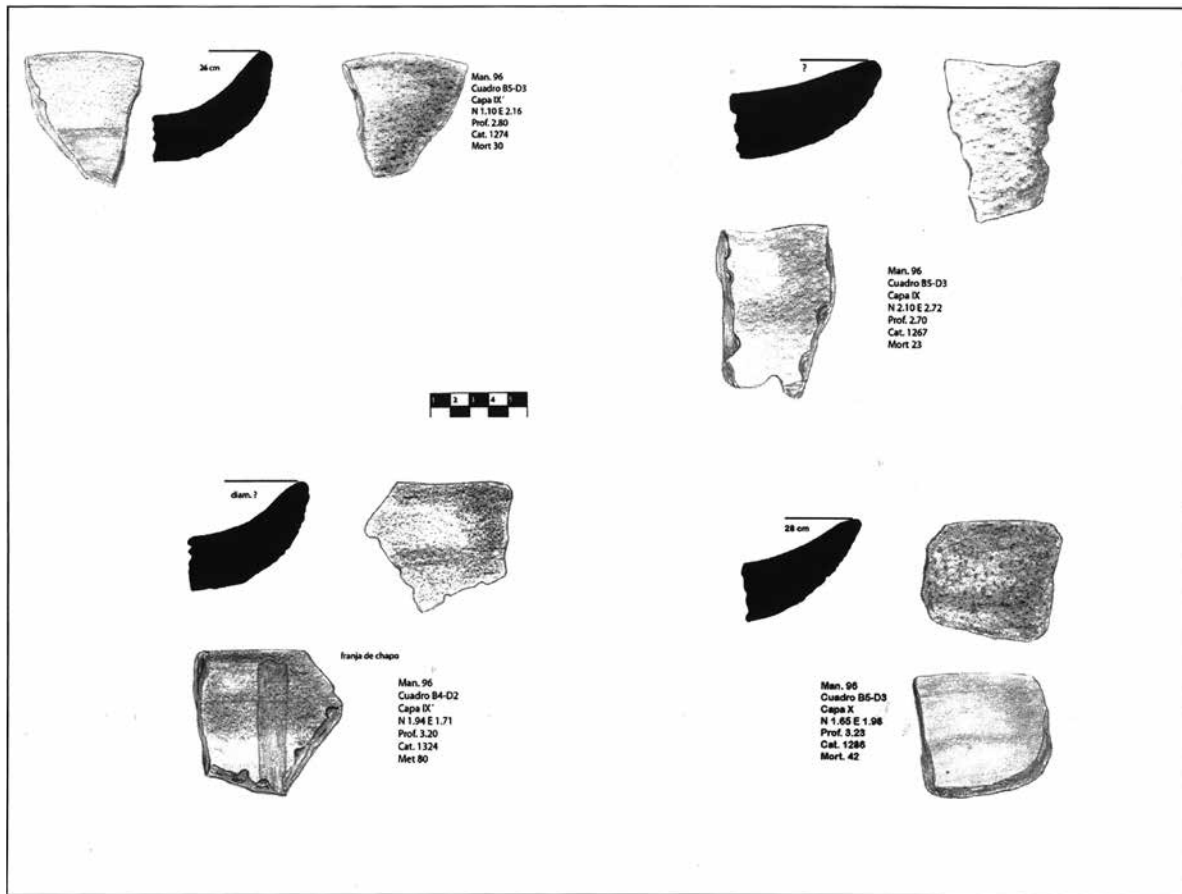 26 cm
Man. 96
Cuadro B5-D3
Capa IX´
N 1.10 E 2.16
Prof. 2.80
Cat. 1274
Mort 30
?
Man. 96
Cuadro B5-D3
Capa IX
N 2.10 E 2.72
Prof. 2.70
Cat. 1267
Mort 23
1 2 3 4 5
diam. ?
franja de chapo
Man. 96
Cuadro B4-D2
Capa IX´
N 1.94 E 1.71
Prof. 3.20
Cat. 1324
Met 80
28 cm
Man. 96
Cuadro B5-D3
Capa X
N 1.65 E 1.98
Prof. 3.23
Cat. 1286
Mort. 42